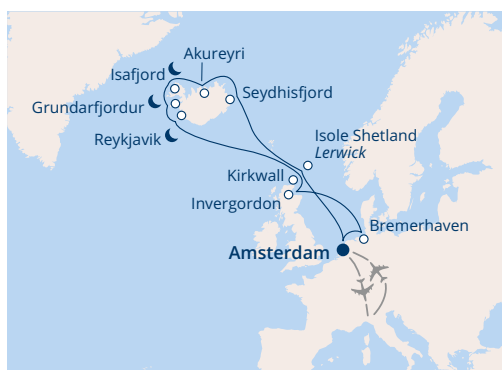 Akureyri
Isafjord
Seydhisfjord
Grundarfjordur
Reykjavik
Isole Shetland
Lerwick
Kirkwall
Invergordon
Bremerhaven
Amsterdam